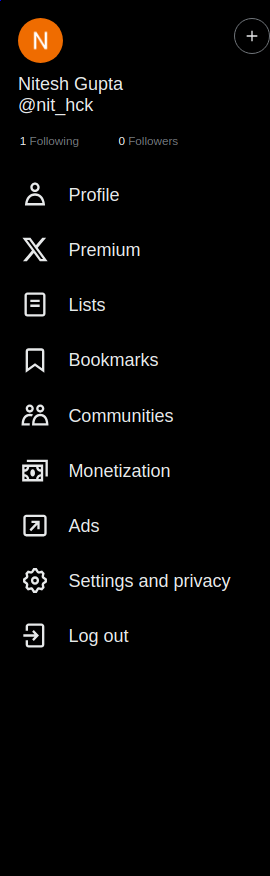 N
Nitesh Gupta
@nit_hck
1 Following 0 Followers
Profile
Premium
Lists
Bookmarks
Communities
Monetization
Ads
Settings and privacy
Log out